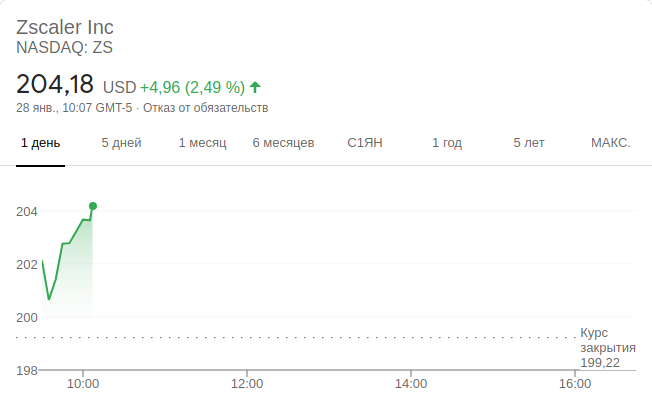 Zscaler Inc
NASDAQ: ZS
204,18 USD +4,96 (2,49 %)
28 янв., 10:07 GMT-5 · Отказ от обязательств
1 день 5 дней 1 месяц 6 месяцев С1ЯН 1 год 5 лет МАКС.
204
202
200
198
Курс
закрытия
199,22
10:00 12:00 14:00 16:00